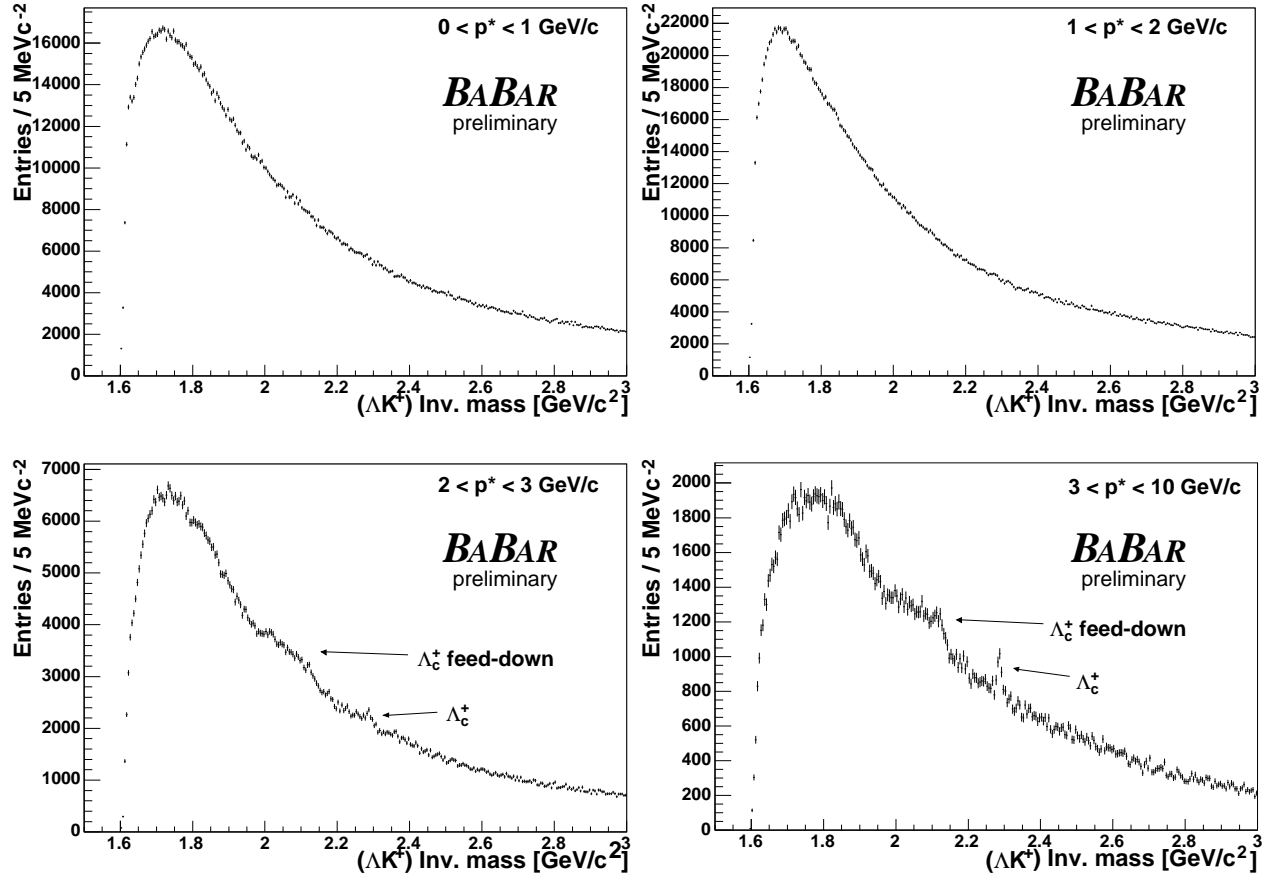 Entries / 5 MeVc-2
16000
14000
12000
10000
8000
6000
4000
2000
0
0 < p* < 1 GeV/c
BABAR
preliminary
1.6 1.8 2 2.2 2.4 2.6 2.8 3
(ΛK+) Inv. mass [GeV/c2]
Entries / 5 MeVc-2
22000
20000
18000
16000
14000
12000
10000
8000
6000
4000
2000
0
1 < p* < 2 GeV/c
BABAR
preliminary
1.6 1.8 2 2.2 2.4 2.6 2.8 3
(ΛK+) Inv. mass [GeV/c2]
Entries / 5 MeVc-2
7000
6000
5000
4000
3000
2000
1000
0
2 < p* < 3 GeV/c
BABAR
preliminary
Λc+ feed-down
Λc+
1.6 1.8 2 2.2 2.4 2.6 2.8 3
(ΛK+) Inv. mass [GeV/c2]
Entries / 5 MeVc-2
2000
1800
1600
1400
1200
1000
800
600
400
200
0
3 < p* < 10 GeV/c
BABAR
preliminary
Λc+ feed-down
Λc+
1.6 1.8 2 2.2 2.4 2.6 2.8 3
(ΛK+) Inv. mass [GeV/c2]